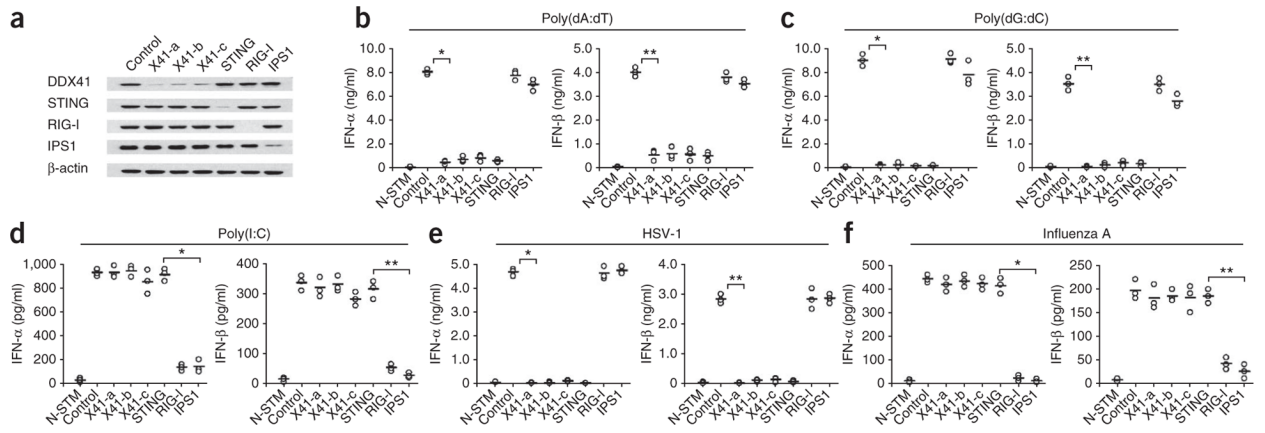 a
Control
X41-a
X41-b
X41-c
STING
RIG-I
IPS1
DDX41
STING
RIG-I
IPS1
β-actin
b
Poly(dA:dT)
IFN-α (ng/ml)
10.0
8.0
6.0
4.0
2.0
0
*
N-STM
Control
X41-a
X41-b
X41-c
STING
RIG-I
IPS1
IFN-β (ng/ml)
5.0
4.0
3.0
2.0
1.0
0
**
N-STM
Control
X41-a
X41-b
X41-c
STING
RIG-I
IPS1
c
Poly(dG:dC)
IFN-α (ng/ml)
10.0
8.0
6.0
4.0
2.0
0
*
N-STM
Control
X41-a
X41-b
X41-c
STING
RIG-I
IPS1
IFN-β (ng/ml)
5.0
4.0
3.0
2.0
1.0
0
**
N-STM
Control
X41-a
X41-b
X41-c
STING
RIG-I
IPS1
d
Poly(I:C)
IFN-α (pg/ml)
1,000
800
600
400
200
0
*
N-STM
Control
X41-a
X41-b
X41-c
STING
RIG-I
IPS1
IFN-β (pg/ml)
400
300
200
100
0
**
N-STM
Control
X41-a
X41-b
X41-c
STING
RIG-I
IPS1
e
HSV-1
IFN-α (ng/ml)
5.0
4.0
3.0
2.0
1.0
0
*
N-STM
Control
X41-a
X41-b
X41-c
STING
RIG-I
IPS1
IFN-β (ng/ml)
4.0
3.0
2.0
1.0
0
**
N-STM
Control
X41-a
X41-b
X41-c
STING
RIG-I
IPS1
f
Influenza A
IFN-α (pg/ml)
500
400
300
200
100
0
*
N-STM
Control
X41-a
X41-b
X41-c
STING
RIG-I
IPS1
IFN-β (pg/ml)
250
200
150
100
50
0
**
N-STM
Control
X41-a
X41-b
X41-c
STING
RIG-I
IPS1